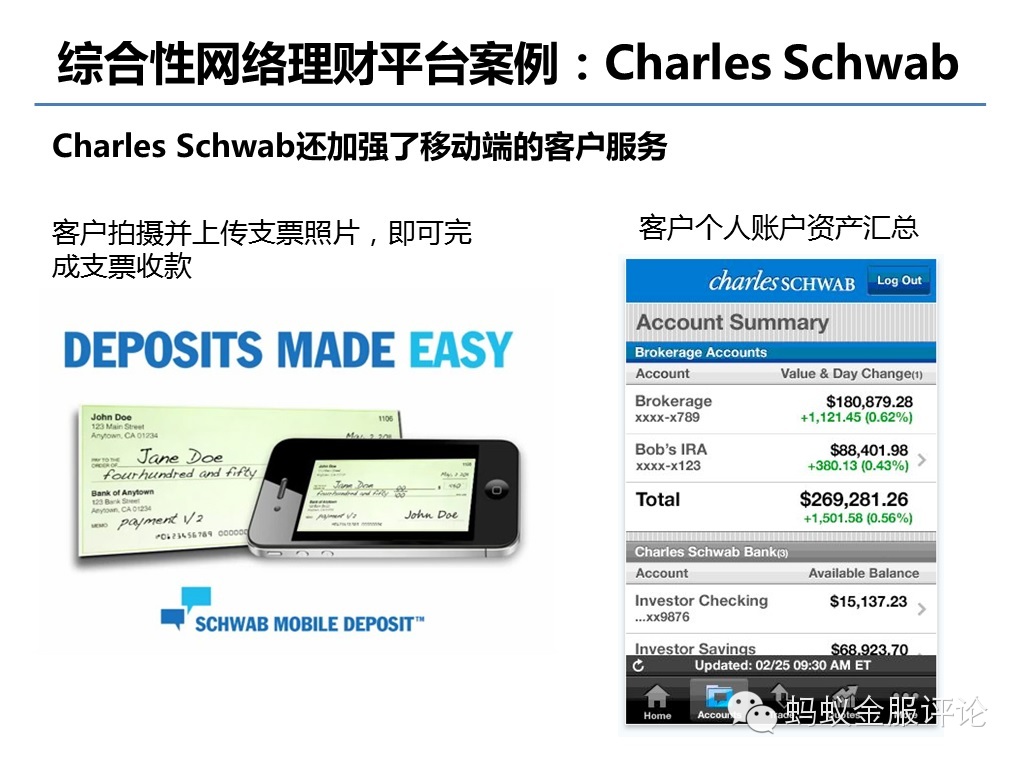 综合性网络理财平台案例：Charles Schwab
Charles Schwab还加强了移动端的客户服务
客户拍摄并上传支票照片，即可完
成支票收款
DEPOSITS MADE EASY
John Doe
123 Main Street
Anytown, CA 01234
1106
PAY TO THE
ORDER OF
Jane Doe
four hundred and fifty
Bank of Anytown
123 Bank Street
Anytown, CA 01234
MEMO payment 1/2
John Doe
Jane Doe
payment 1/2
John Doe
SCHWAB MOBILE DEPOSIT™
客户个人账户资产汇总
charles SCHWAB
Log Out
Account Summary
Brokerage Accounts
Account Value & Day Change(1)
Brokerage $180,879.28
xxxx-x789 +1,121.45 (0.62%)
Bob's IRA $88,401.98
xxxx-x123 +380.13 (0.43%)
Total $269,281.26
+1,501.58 (0.56%)
Charles Schwab Bank(3)
Account Available Balance
Investor Checking $15,137.23
...xx9876
Investor Savings $68,923.70
Updated: 02/25 09:30 AM ET
Home
蚂蚁金服评论